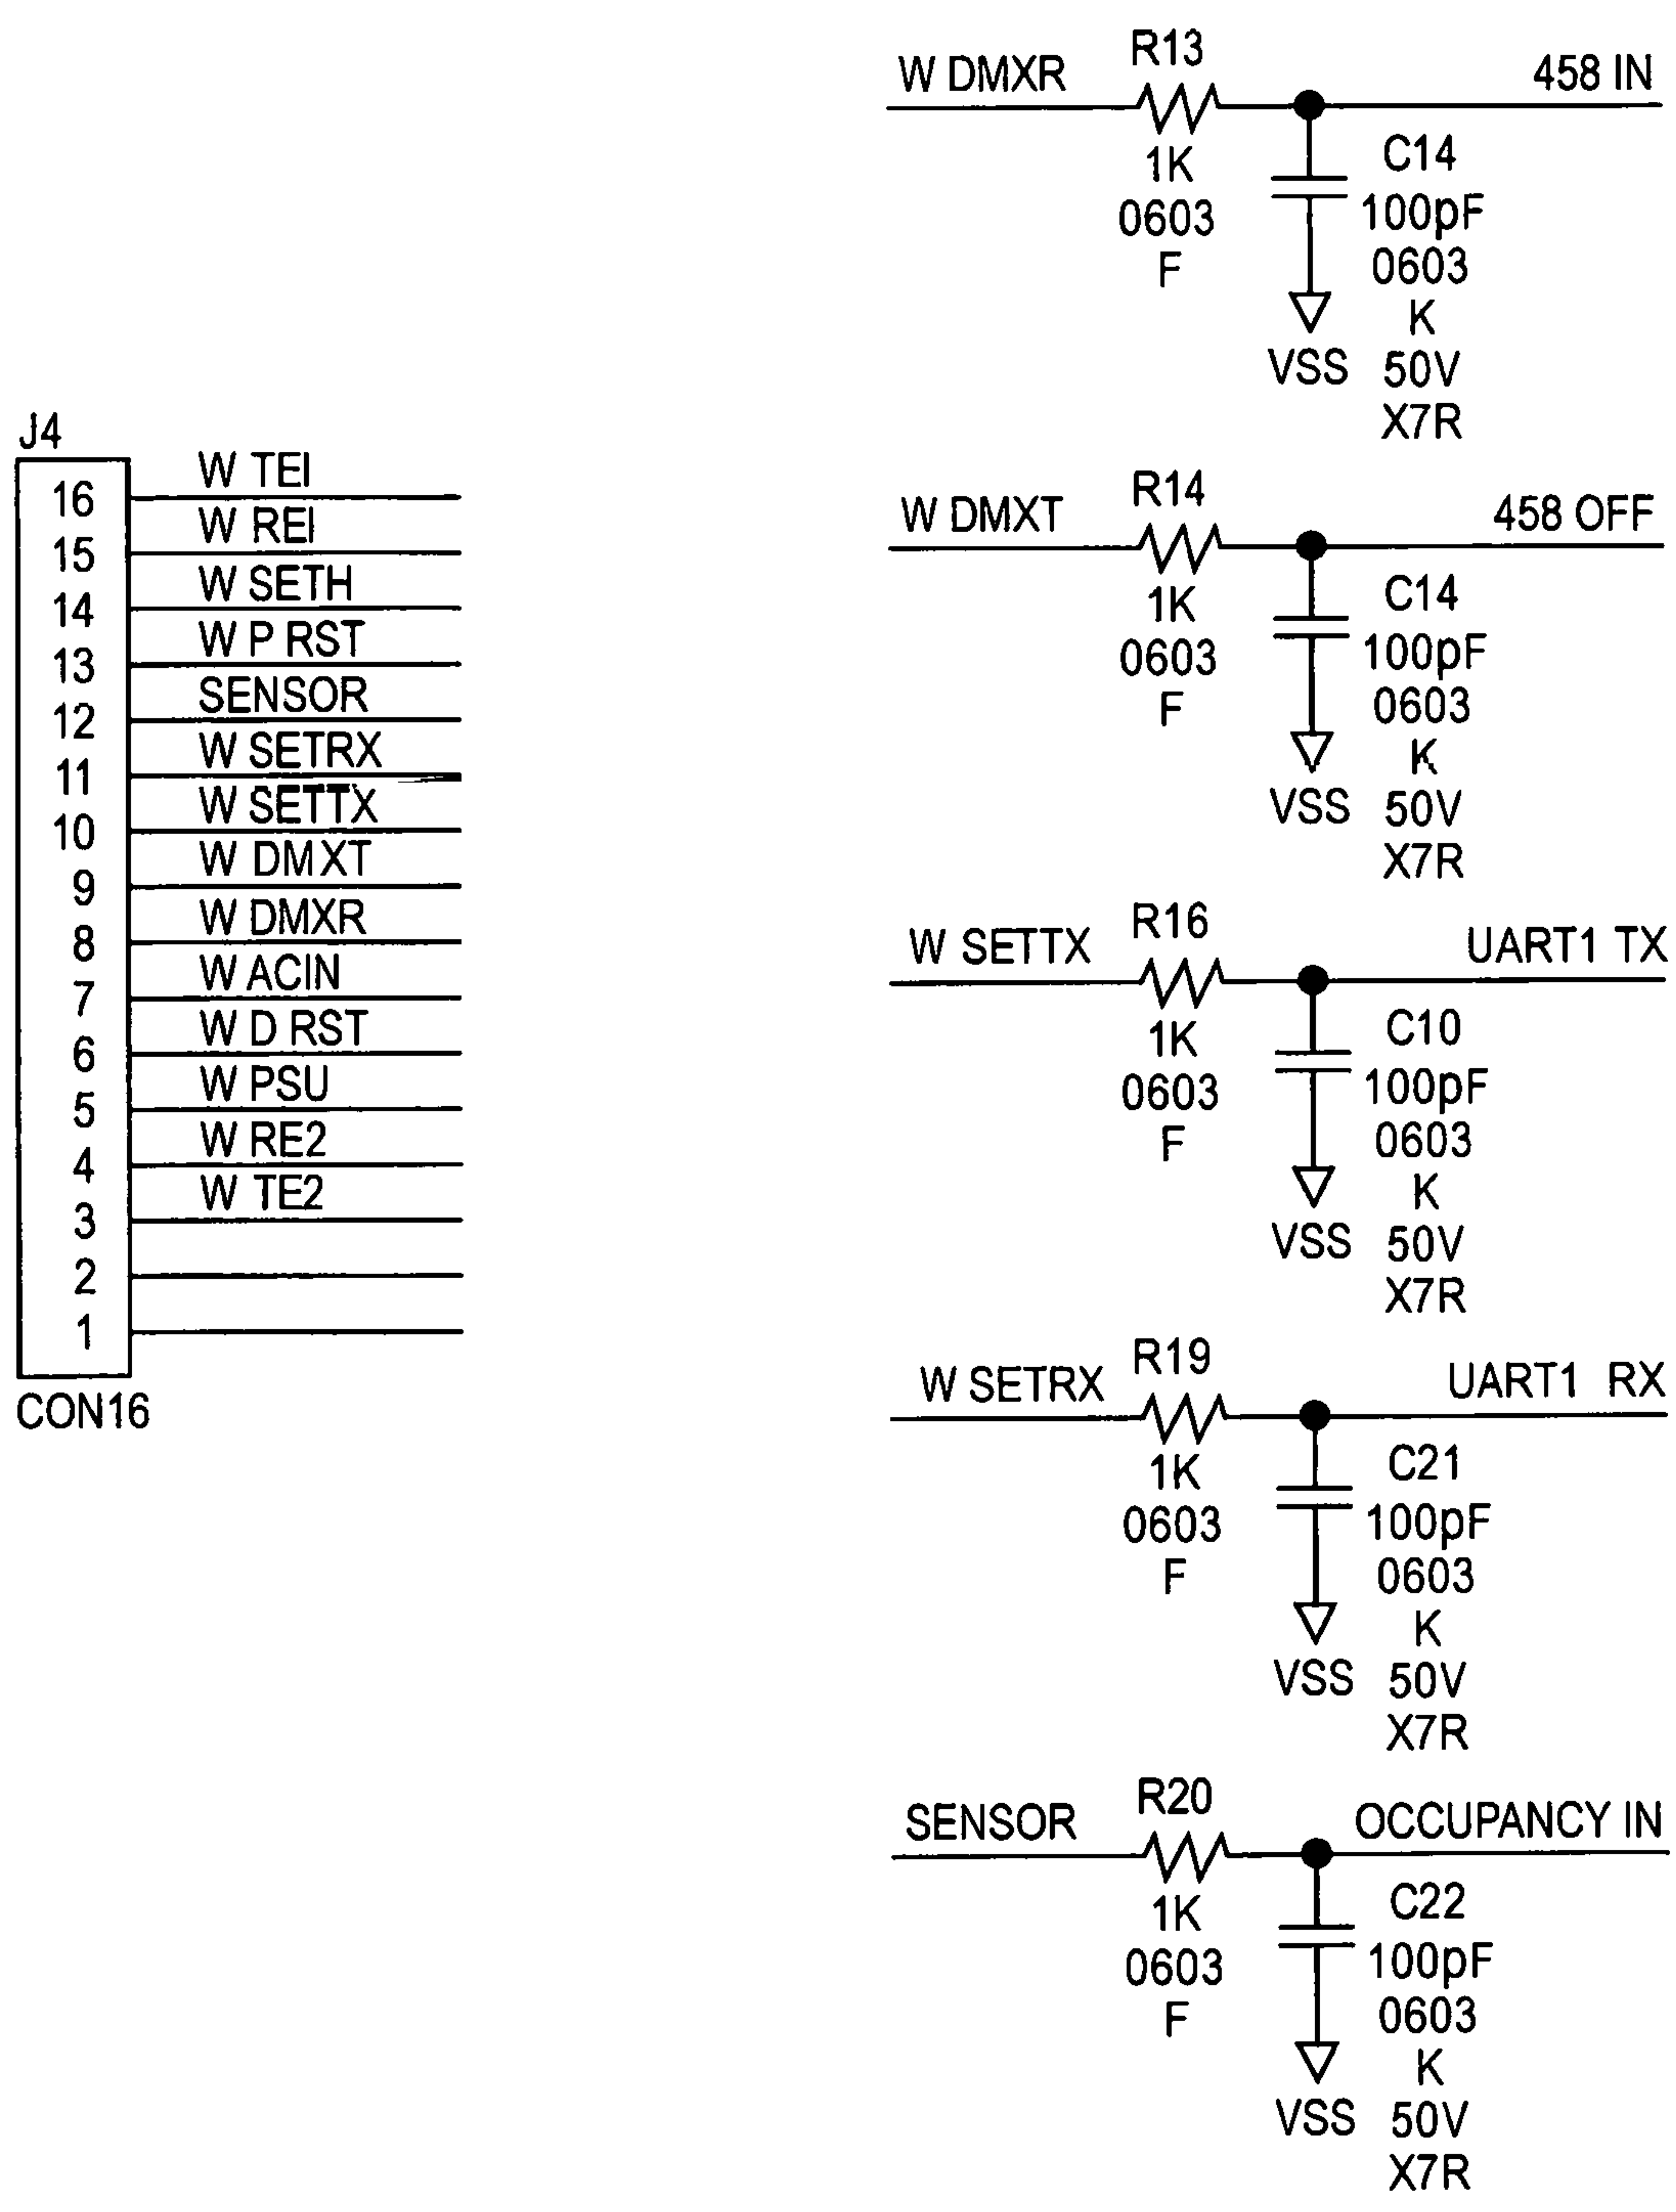 J4
16 W TEI
15 W REI
14 W SETH
13 W P RST
12 SENSOR
11 W SETRX
10 W SETTX
9 W DMXT
8 W DMXR
7 W ACIN
6 W D RST
5 W PSU
4 W RE2
3 W TE2
2
1
CON16
W DMXR
R13
1K
0603
F
458 IN
C14
100pF
0603
K
50V
X7R
VSS
W DMXT
R14
1K
0603
F
458 OFF
C14
100pF
0603
K
50V
X7R
VSS
W SETTX
R16
1K
0603
F
UART1 TX
C10
100pF
0603
K
50V
X7R
VSS
W SETRX
R19
1K
0603
F
UART1 RX
C21
100pF
0603
K
50V
X7R
VSS
SENSOR
R20
1K
0603
F
OCCUPANCY IN
C22
100pF
0603
K
50V
X7R
VSS